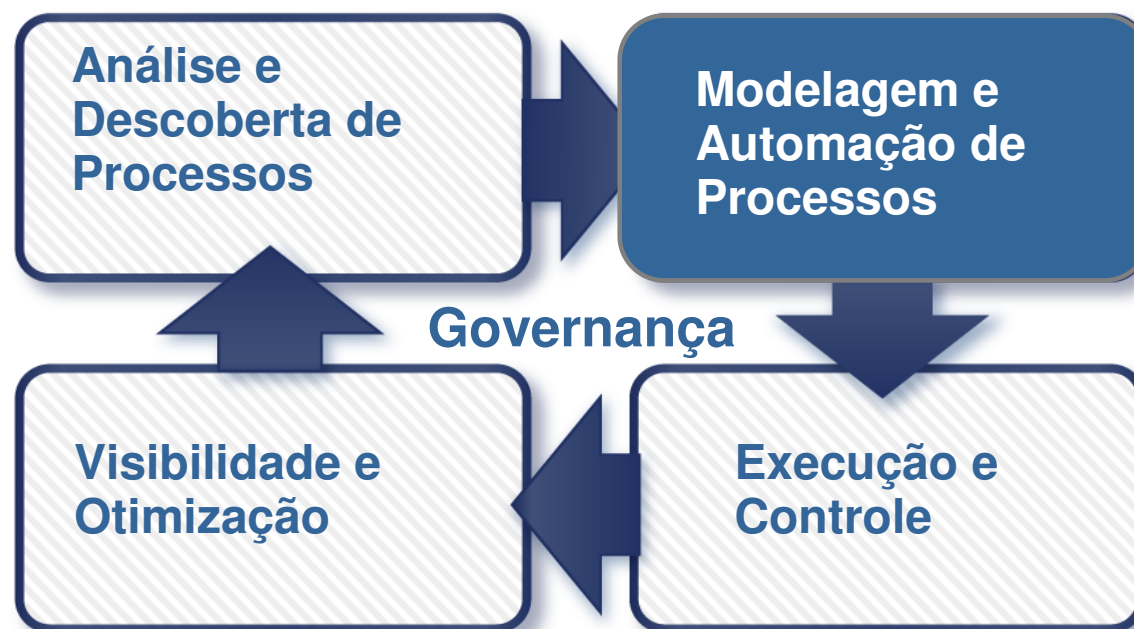 Análise e
Descoberta de
Processos
Modelagem e
Automação de
Processos
Governança
Visibilidade e
Otimização
Execução e
Controle